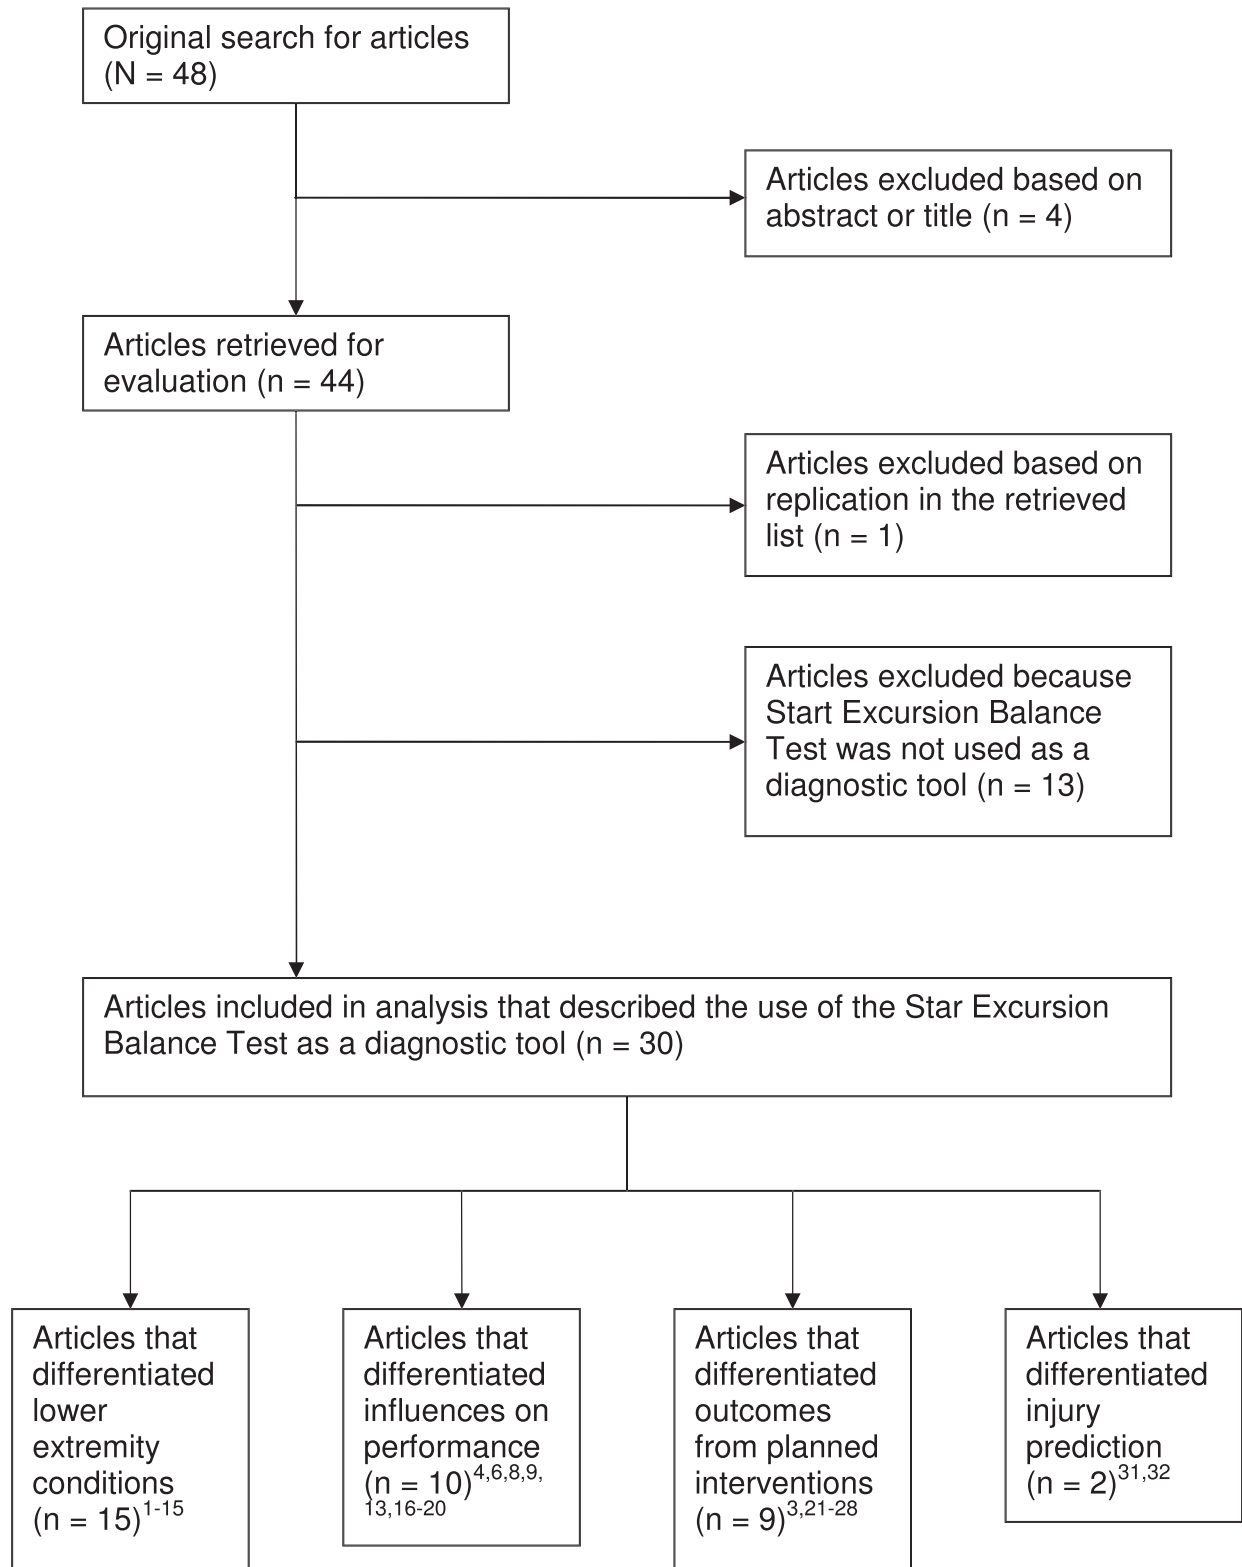 Original search for articles
(N = 48)
Articles excluded based on
abstract or title (n = 4)
Articles retrieved for
evaluation (n = 44)
Articles excluded based on
replication in the retrieved
list (n = 1)
Articles excluded because
Start Excursion Balance
Test was not used as a
diagnostic tool (n = 13)
Articles included in analysis that described the use of the Star Excursion
Balance Test as a diagnostic tool (n = 30)
Articles that
differentiated
lower
extremity
conditions
(n = 15)1-15
Articles that
differentiated
influences on
performance
(n = 10)4,6,8,9,
13,16-20
Articles that
differentiated
outcomes
from planned
interventions
(n = 9)3,21-28
Articles that
differentiated
injury
prediction
(n = 2)31,32